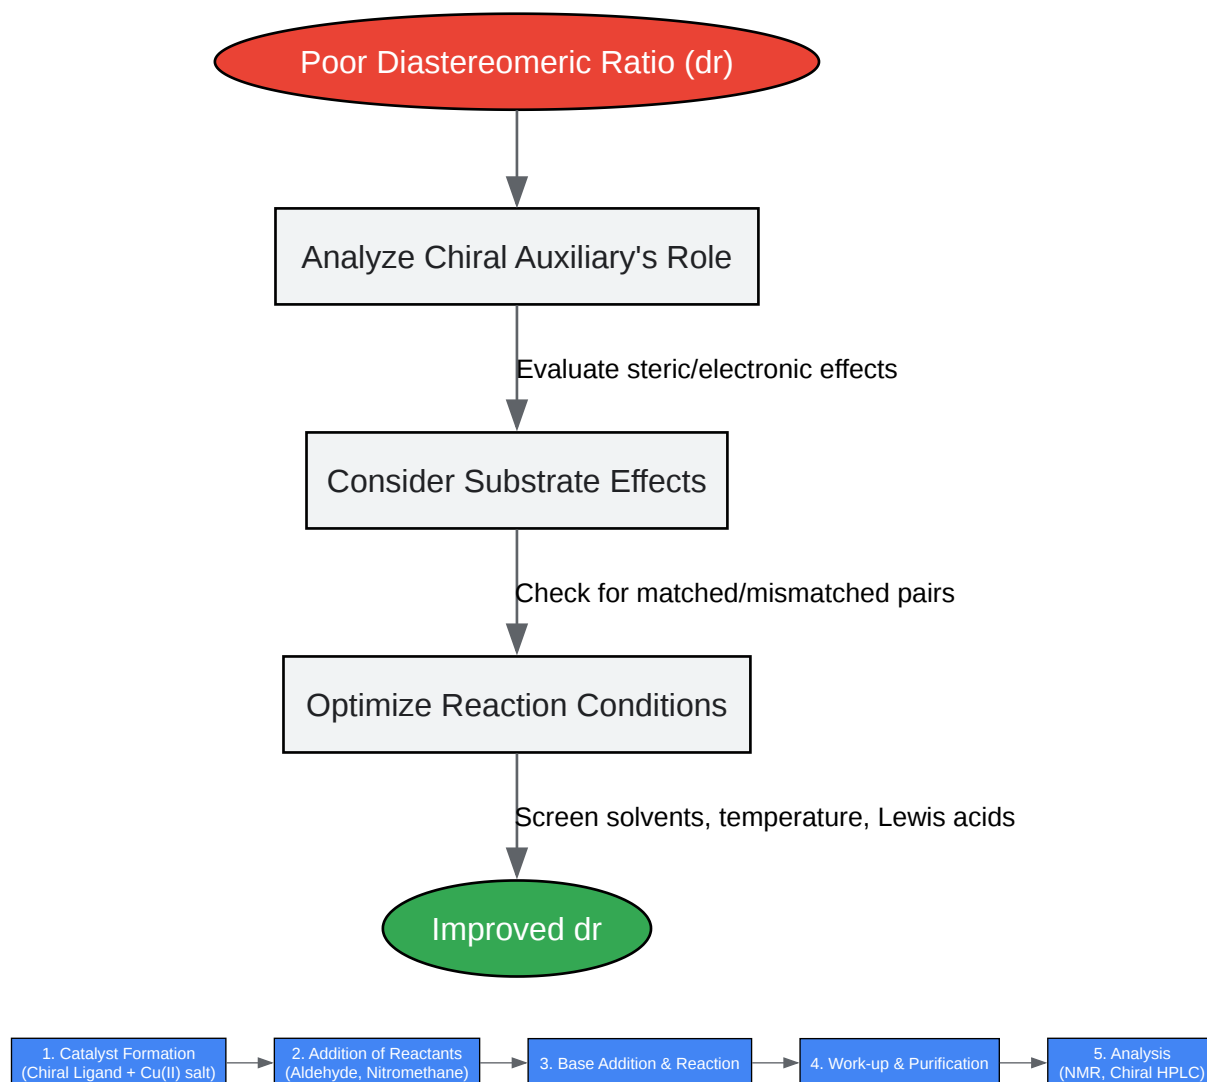 Poor Diastereomeric Ratio (dr)
Analyze Chiral Auxiliary's Role
Evaluate steric/electronic effects
Consider Substrate Effects
Check for matched/mismatched pairs
Optimize Reaction Conditions
Screen solvents, temperature, Lewis acids
Improved dr
1. Catalyst Formation
(Chiral Ligand + Cu(II) salt)
2. Addition of Reactants
(Aldehyde, Nitromethane)
3. Base Addition & Reaction
4. Work-up & Purification
5. Analysis
(NMR, Chiral HPLC)